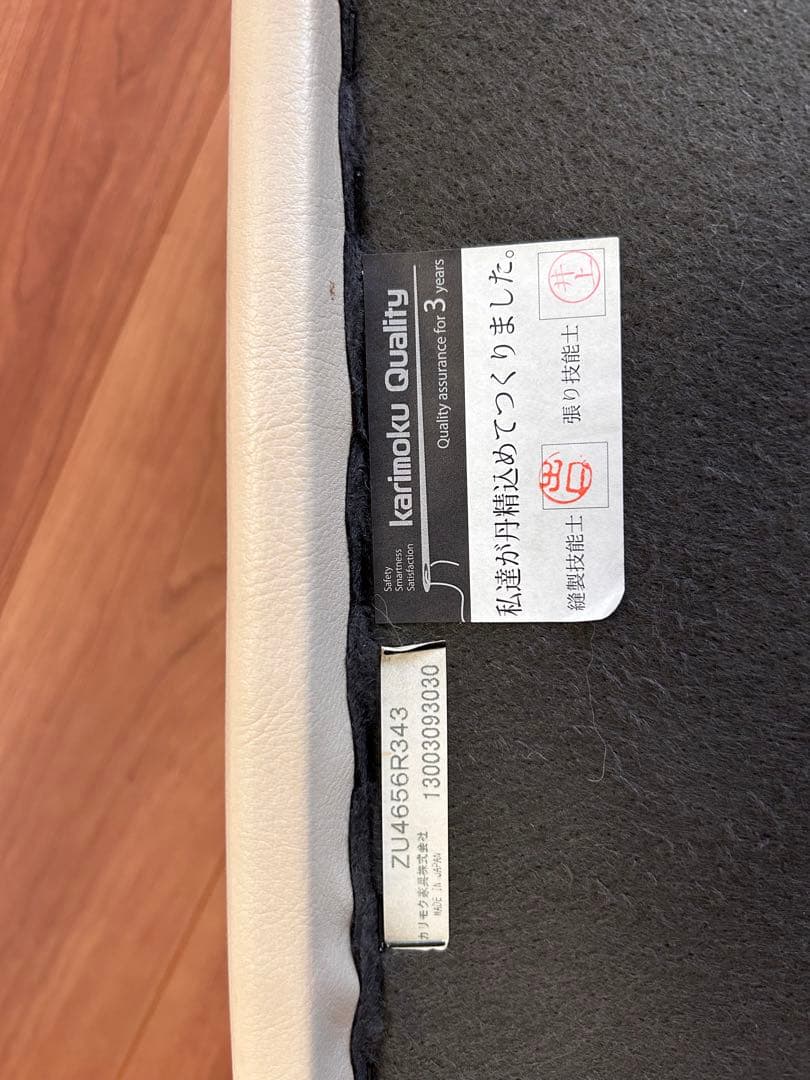 Safety
Smartness
Satisfaction
karimoku Quality
Quality assurance for 3 years
私達が丹精込めてつくりました。
縫製技能士
張り技能士 井上
ZU4656R343
カリモク家具株式会社 13003093030
MADE IN JAPAN